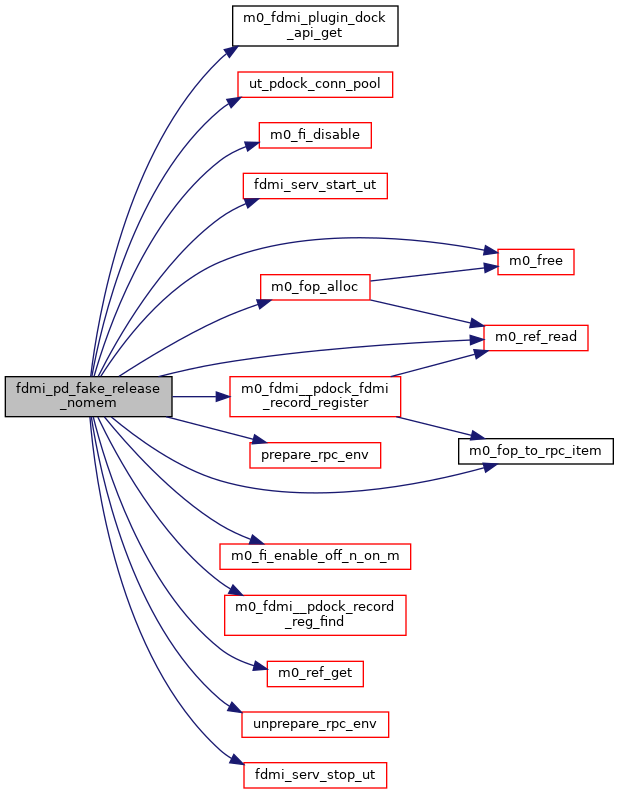 m0_fdmi_plugin_dock
_api_get
ut_pdock_conn_pool
m0_fi_disable
fdmi_serv_start_ut
m0_free
m0_fop_alloc
m0_ref_read
fdmi_pd_fake_release
_nomem
m0_fdmi__pdock_fdmi
_record_register
m0_fop_to_rpc_item
prepare_rpc_env
m0_fi_enable_off_n_on_m
m0_fdmi__pdock_record
_reg_find
m0_ref_get
unprepare_rpc_env
fdmi_serv_stop_ut